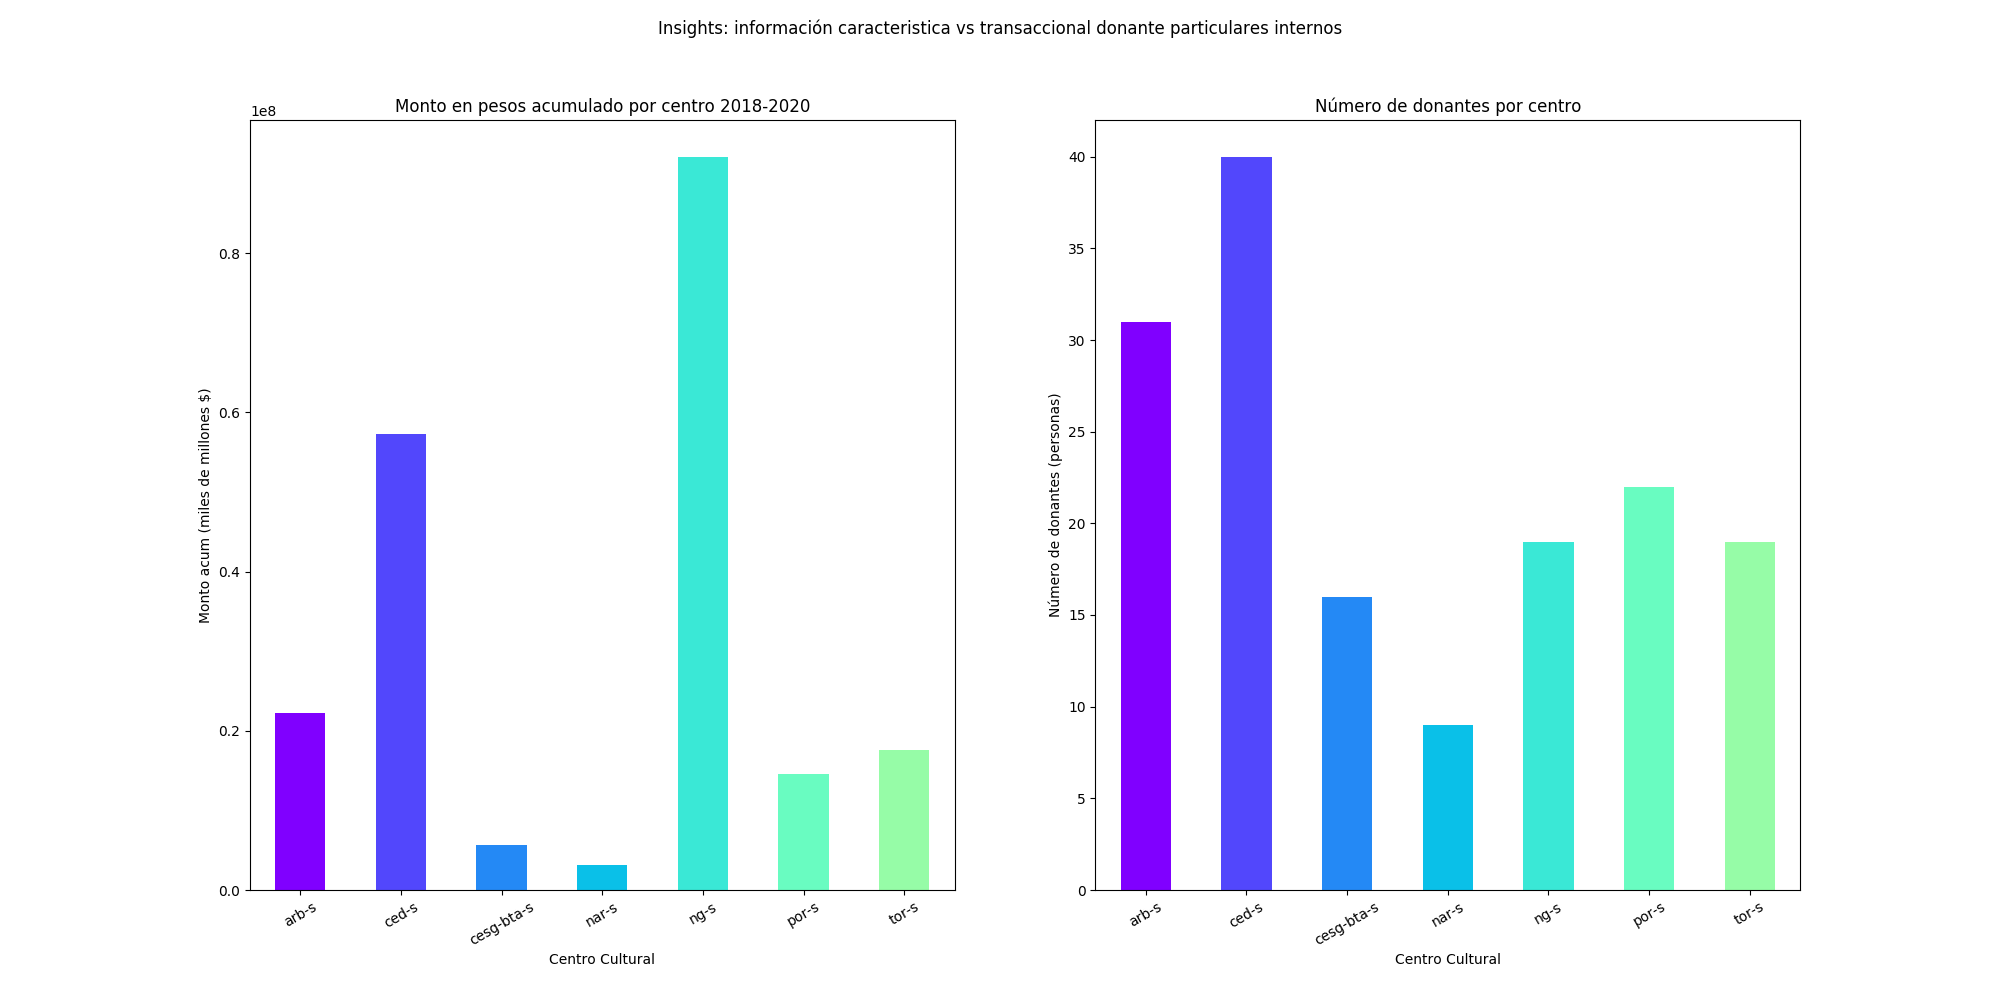 Insights: información caracteristica vs transaccional donante particulares internos
Monto en pesos acumulado por centro 2018-2020
1e8
0.8
0.6
0.4
0.2
0.0
Monto acum (miles de millones $)
arb-s
ced-s
cesg-bta-s
nar-s
ng-s
por-s
tor-s
Centro Cultural
Número de donantes por centro
40
35
30
25
20
15
10
5
0
Número de donantes (personas)
arb-s
ced-s
cesg-bta-s
nar-s
ng-s
por-s
tor-s
Centro Cultural